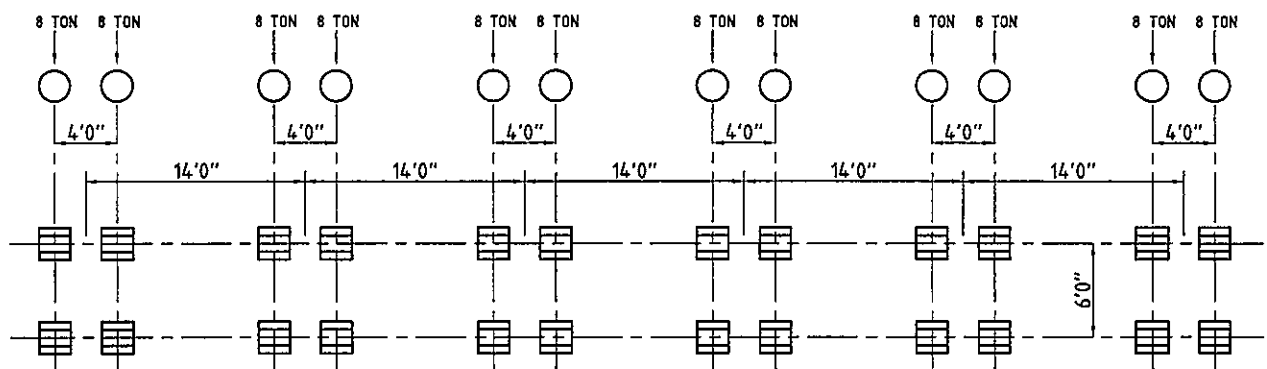 8 TON 8 TON 8 TON 8 TON 8 TON 8 TON 8 TON 8 TON 8 TON 8 TON 8 TON 8 TON
4'0" 4'0" 4'0" 4'0" 4'0" 4'0"
14'0" 14'0" 14'0" 14'0" 14'0"
6'0"